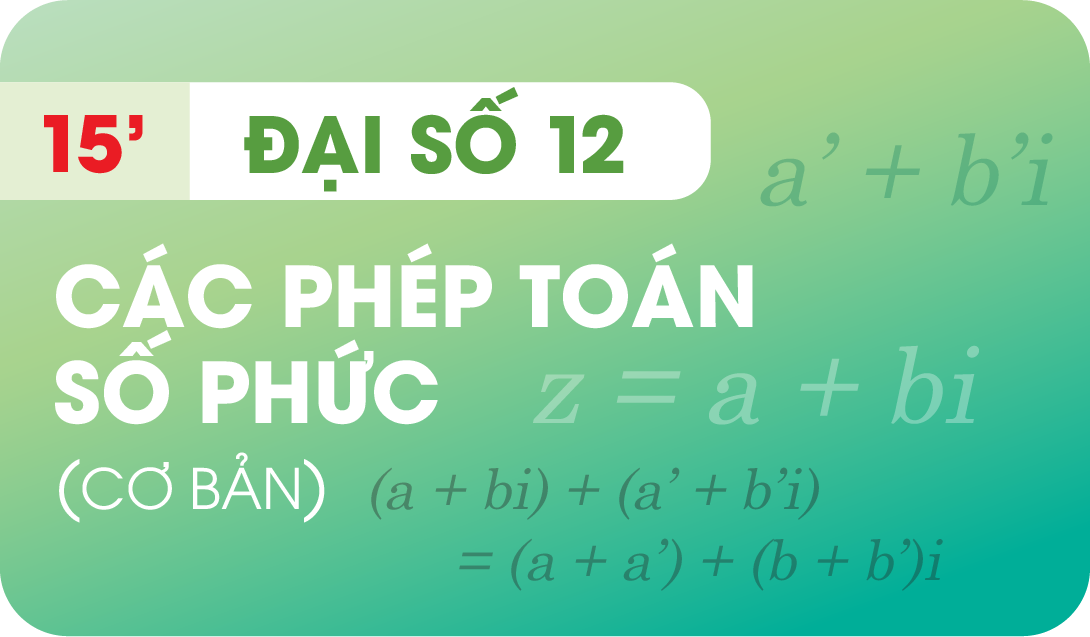 15’ ĐẠI SỐ 12
a’ + b’i
CÁC PHÉP TOÁN
SỐ PHỨC
z = a + bi
(CƠ BẢN)
(a + bi) + (a’ + b’i)
= (a + a’) + (b + b’)i